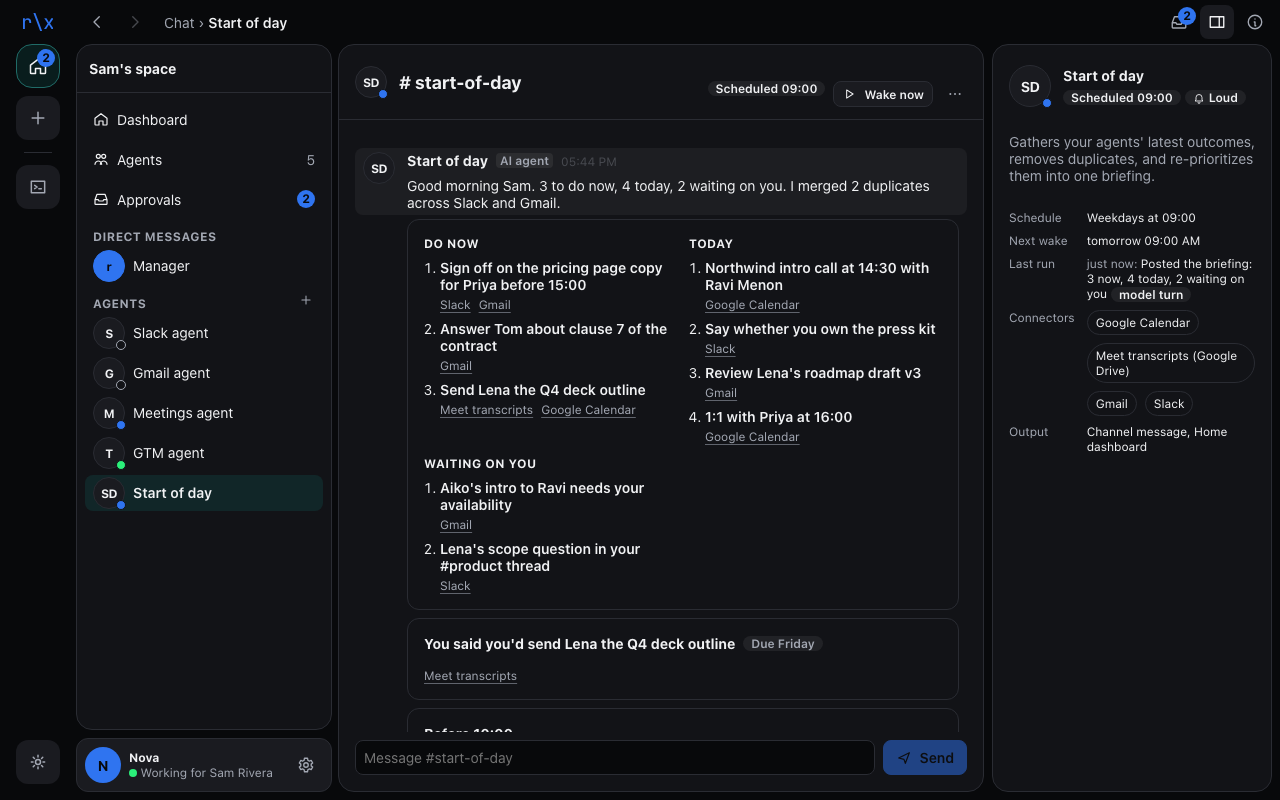 r\x
Chat › Start of day
2
2
Sam's space
Dashboard
Agents 5
Approvals 2
DIRECT MESSAGES
r Manager
AGENTS
S Slack agent
G Gmail agent
M Meetings agent
T GTM agent
SD Start of day
N Nova
Working for Sam Rivera
SD # start-of-day
Scheduled 09:00
Wake now
SD Start of day AI agent 05:44 PM
Good morning Sam. 3 to do now, 4 today, 2 waiting on you. I merged 2 duplicates
across Slack and Gmail.
DO NOW
1. Sign off on the pricing page copy
for Priya before 15:00
Slack Gmail
2. Answer Tom about clause 7 of the
contract
Gmail
3. Send Lena the Q4 deck outline
Meet transcripts Google Calendar
TODAY
1. Northwind intro call at 14:30 with
Ravi Menon
Google Calendar
2. Say whether you own the press kit
Slack
3. Review Lena's roadmap draft v3
Gmail
4. 1:1 with Priya at 16:00
Google Calendar
WAITING ON YOU
1. Aiko's intro to Ravi needs your
availability
Gmail
2. Lena's scope question in your
#product thread
Slack
You said you'd send Lena the Q4 deck outline Due Friday
Meet transcripts
Message #start-of-day
Send
SD Start of day
Scheduled 09:00 Loud
Gathers your agents' latest outcomes,
removes duplicates, and re-prioritizes
them into one briefing.
Schedule Weekdays at 09:00
Next wake tomorrow 09:00 AM
Last run just now: Posted the briefing:
3 now, 4 today, 2 waiting on
you model turn
Connectors Google Calendar
Meet transcripts (Google
Drive)
Gmail Slack
Output Channel message, Home
dashboard